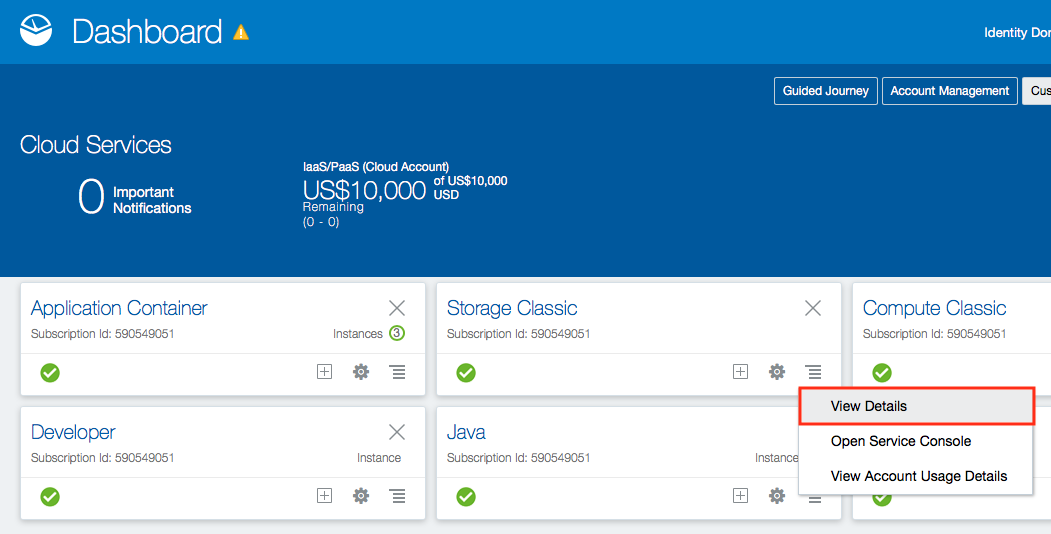 Dashboard
Identity Dor
Guided Journey
Account Management
Cus
Cloud Services
0 Important
Notifications
IaaS/PaaS (Cloud Account)
US$10,000 of US$10,000
USD
Remaining
(0 - 0)
Application Container
Subscription Id: 590549051
Instances 3
Storage Classic
Subscription Id: 590549051
Compute Classic
Subscription Id: 590549051
View Details
Open Service Console
View Account Usage Details
Developer
Subscription Id: 590549051
Instance
Java
Subscription Id: 590549051
Instance